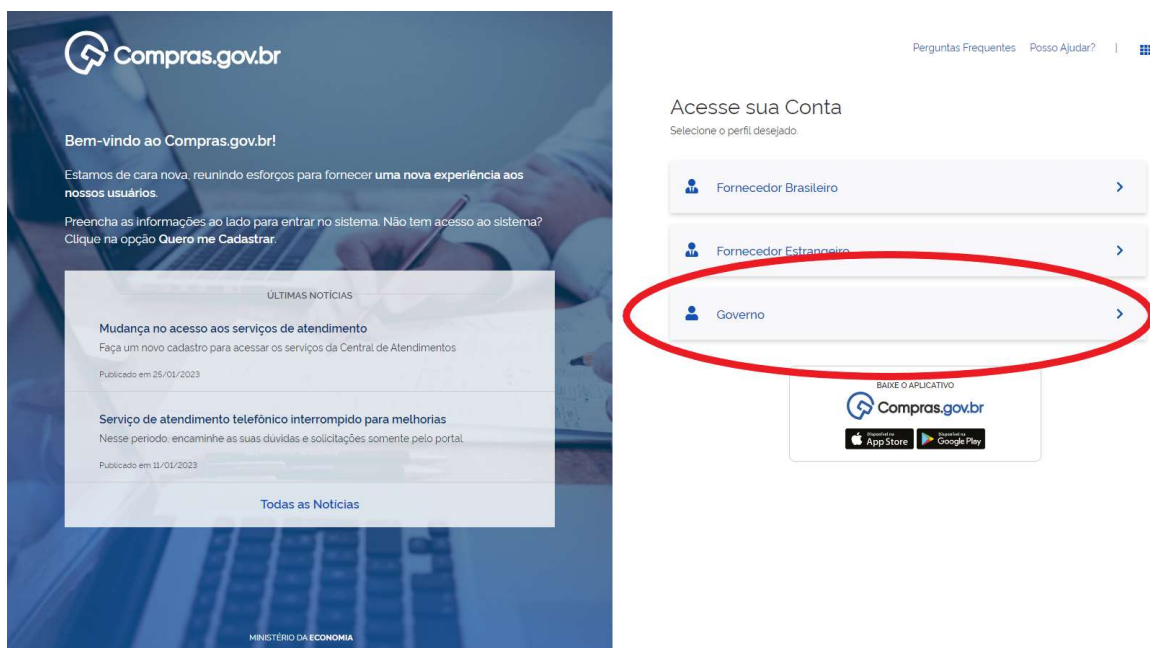 Compras.gov.br
Bem-vindo ao Compras.gov.br!
Estamos de cara nova, reunindo esforços para fornecer uma nova experiência aos
nossos usuários.
Preencha as informações ao lado para entrar no sistema. Não tem acesso ao sistema?
Clique na opção Quero me Cadastrar.
ÚLTIMAS NOTÍCIAS
Mudança no acesso aos serviços de atendimento
Faça um novo cadastro para acessar os serviços da Central de Atendimentos
Publicado em 25/01/2023
Serviço de atendimento telefônico interrompido para melhorias
Nesse período, encaminhe as suas dúvidas e solicitações somente pelo portal
Publicado em 11/01/2023
Todas as Notícias
MINISTÉRIO DA ECONOMIA
Perguntas Frequentes Posso Ajudar? |
Acesse sua Conta
Selecione o perfil desejado.
Fornecedor Brasileiro
Fornecedor Estrangeiro
Governo
BAIXE O APLICATIVO
Compras.gov.br
Disponível na App Store
Disponível na Google Play